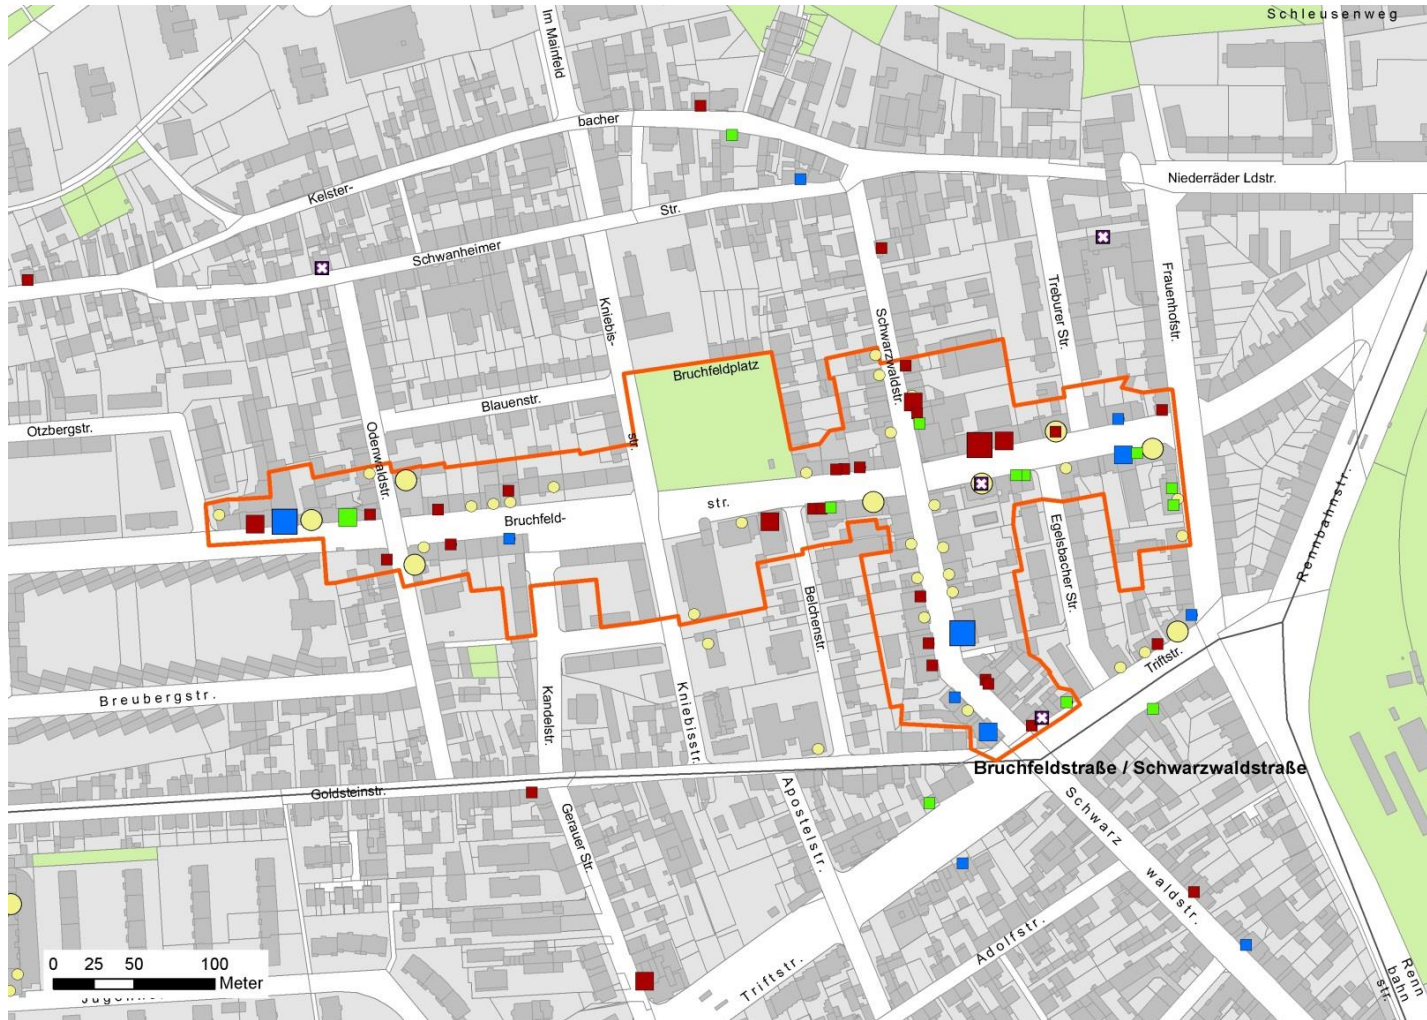 Schleusenweg
Im Mainfeld
bacher
Niederräder Ldstr.
Kelster-
Str.
Schwanheimer
Kniebis-
Treburer Str.
Frauenhofstr.
Schwarzwaldstr.
Bruchfeldplatz
Blauenstr.
Otzbergstr.
Odenwaldstr.
str.
Bruchfeld-
str.
Rennbahnstr.
Egelsbacher Str.
Belchenstr.
Triftstr.
Breubergstr.
Kandelstr.
Kniebisstr.
Bruchfeldstraße / Schwarzwaldstraße
Goldsteinstr.
Gerauer Str.
Apostelstr.
Schwarz
waldstr.
Adolfstr.
Triftstr.
Renn
bahn
str.
0 25 50 100
Meter